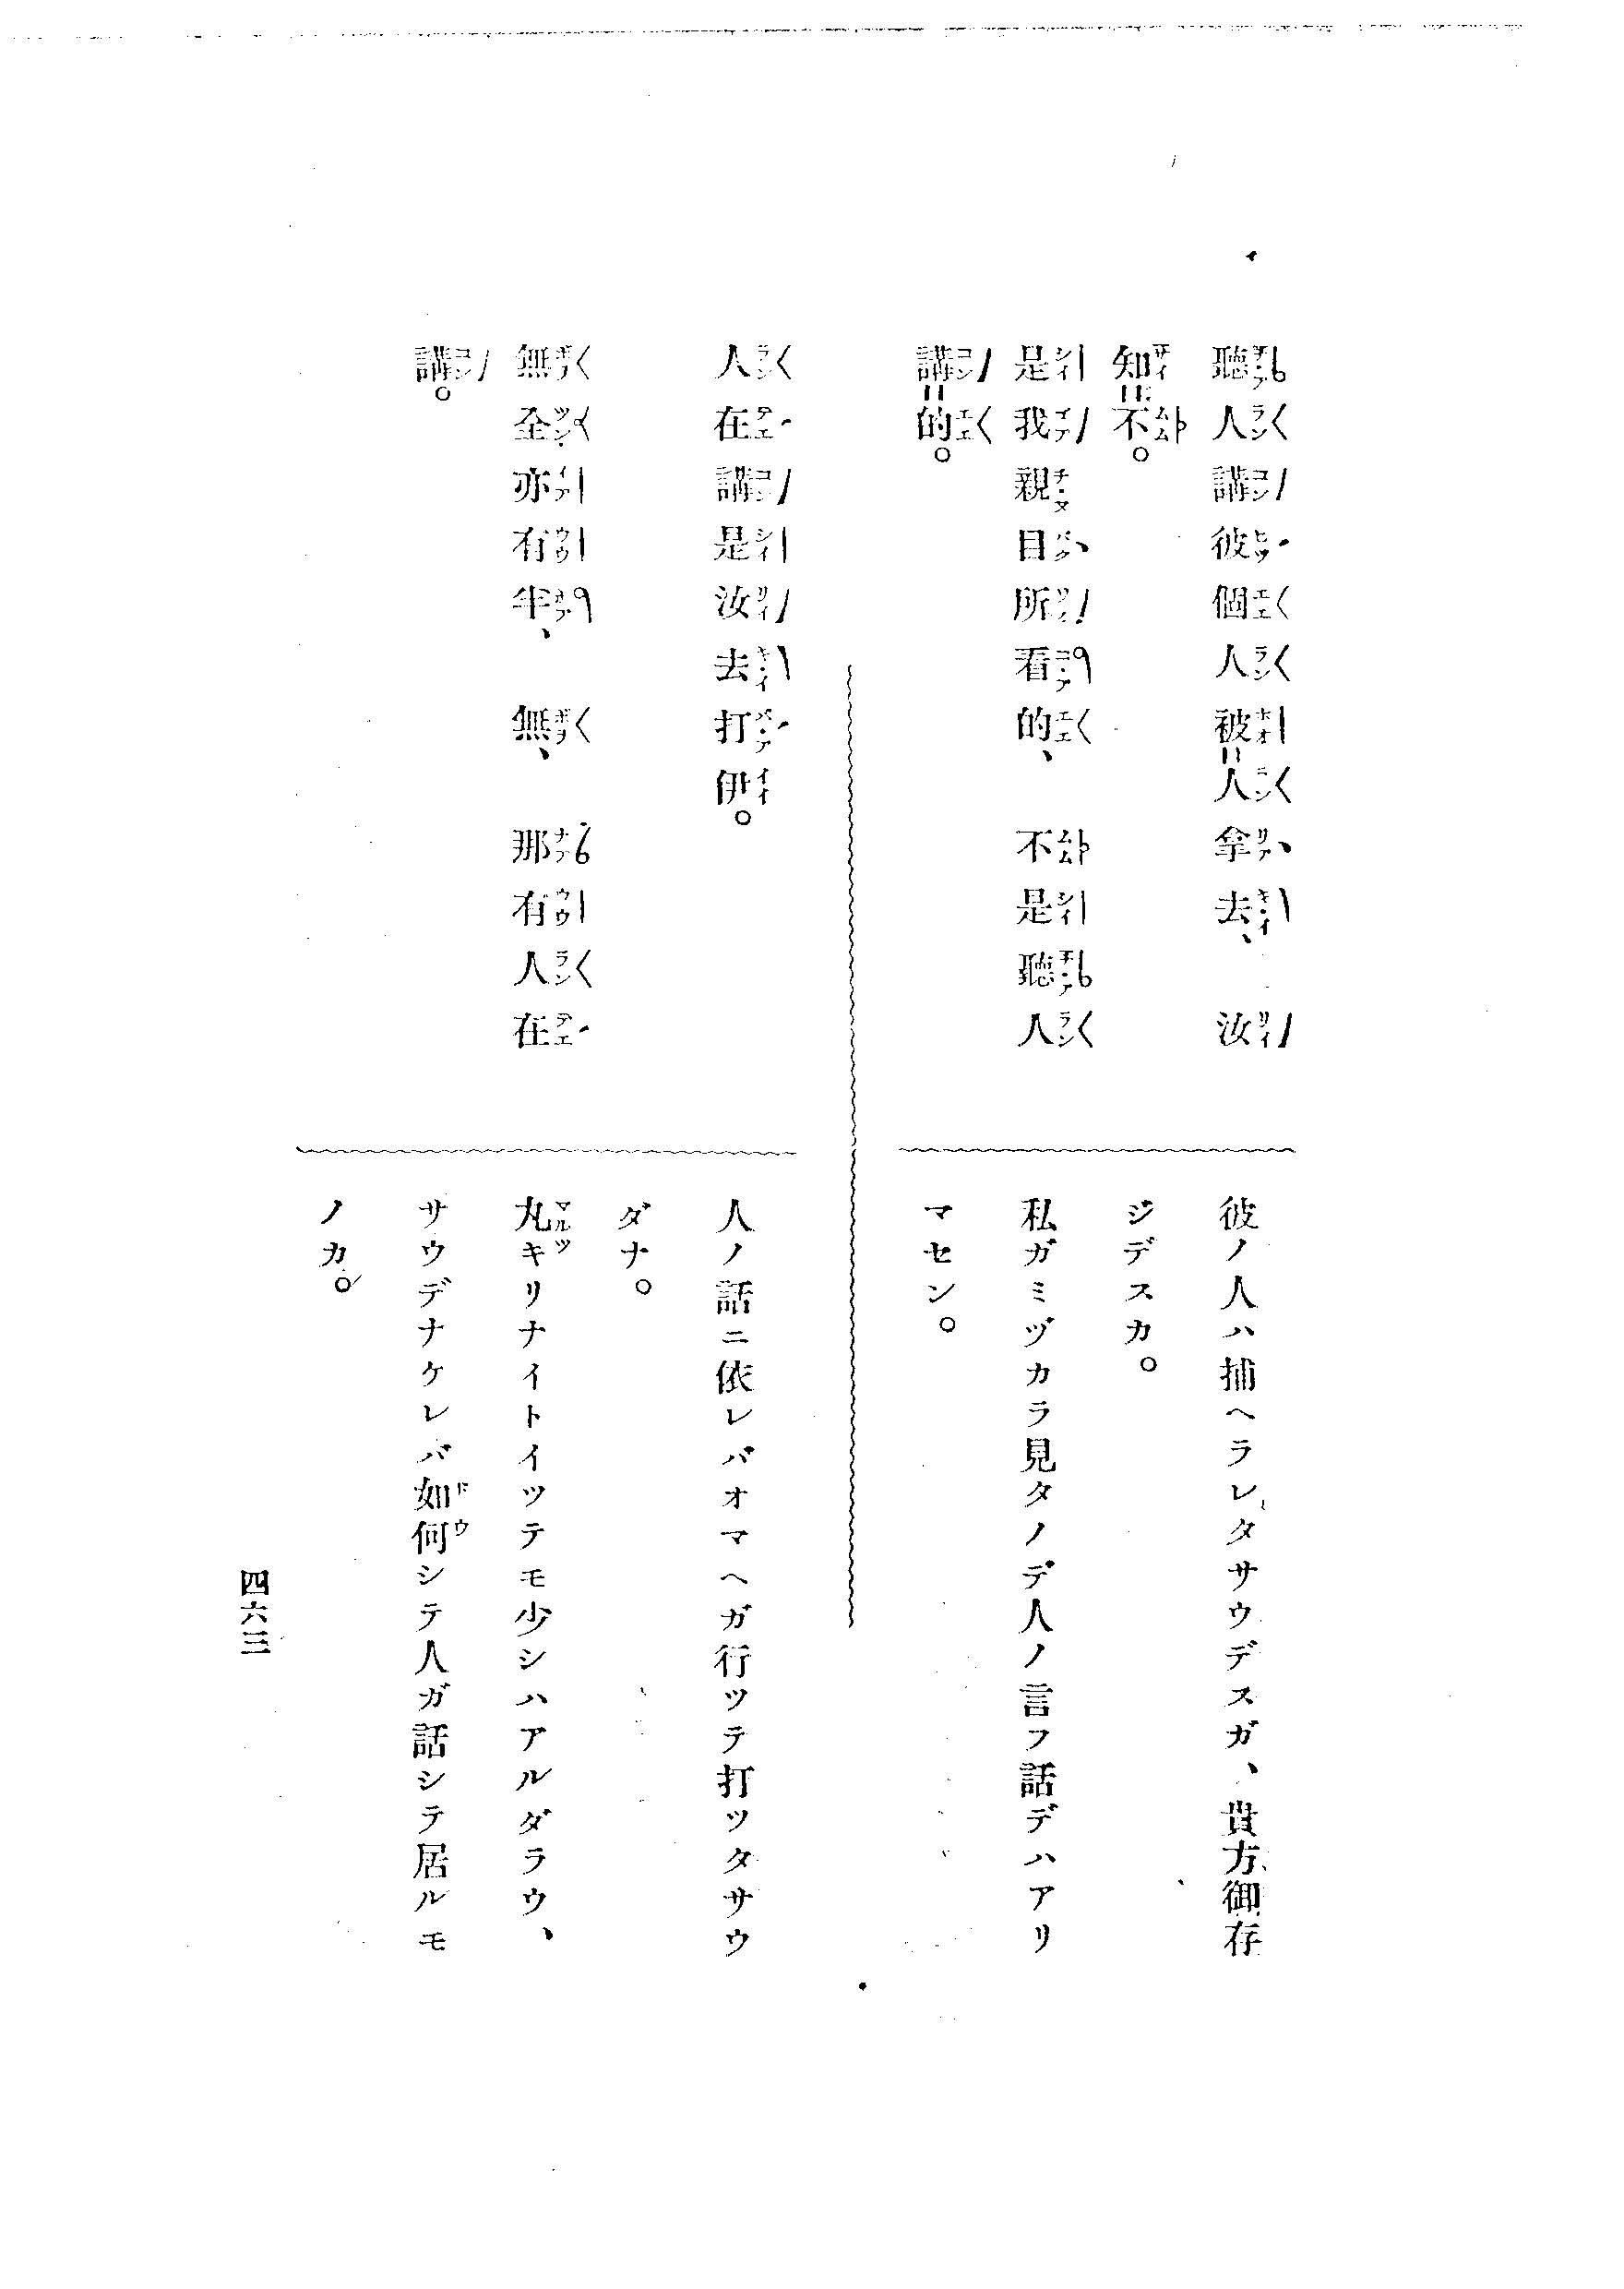 聽人講彼個人被人拿去、汝
知不。
是我親目所看的、不是聽人
講的。
彼ノ人ハ捕ヘラレタサウデスガ、貴方御存
ジデスカ。
私ガミヅカラ見タノデ人ノ言フ話デハアリ
マセン。
人在講是汝去打伊。
無全亦有半、無、那有人在
講。
人ノ話ニ依レバオマヘガ行ツテ打ツタサウ
ダナ。
丸キリナイトイツテモ少シハアルダラウ、
サウデナケレバ如何シテ人ガ話シテ居ルモ
ノカ。
四六三